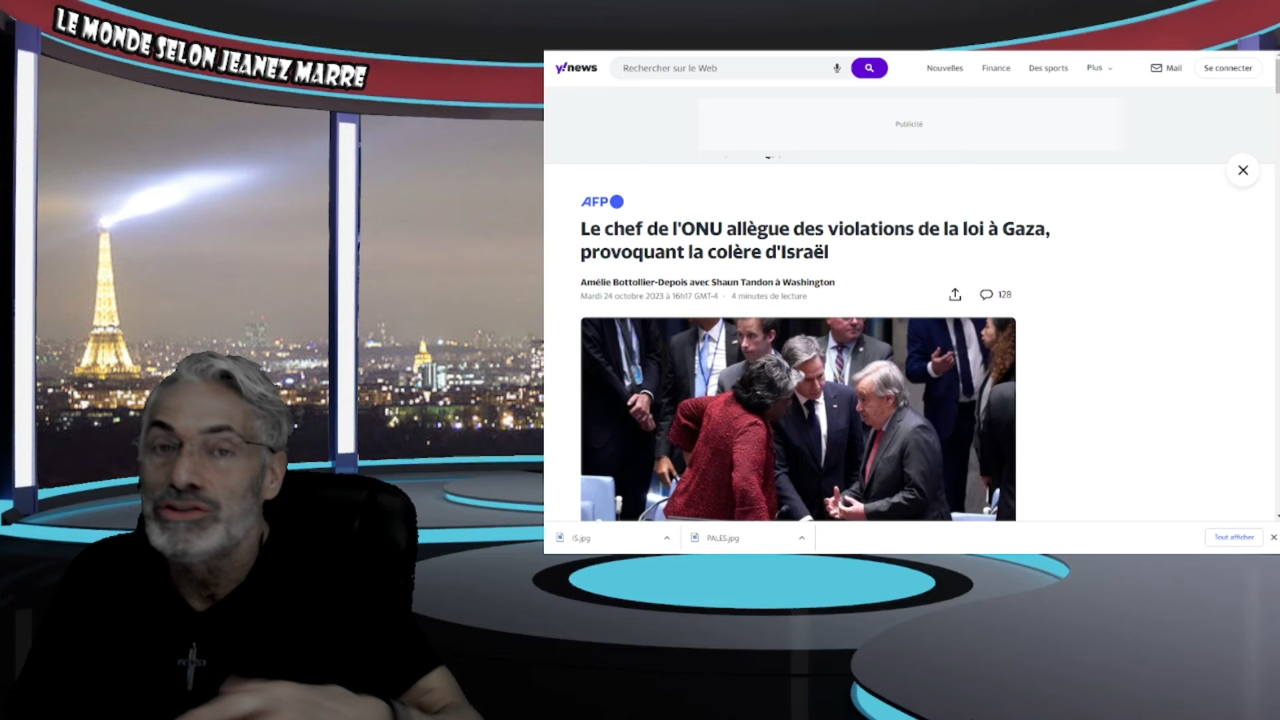 LE MONDE SELON JEANEZ MARRE
y!news
Rechercher sur le Web
Nouvelles
Finance
Des sports
Plus
Mail
Se connecter
Publicité
AFP
Le chef de l'ONU allègue des violations de la loi à Gaza,
provoquant la colère d'Israël
Amélie Bottollier-Depois avec Shaun Tandon à Washington
Mardi 24 octobre 2023 à 16h17 GMT-4 · 4 minutes de lecture
128
IS.jpg
PALES.jpg
Tout afficher